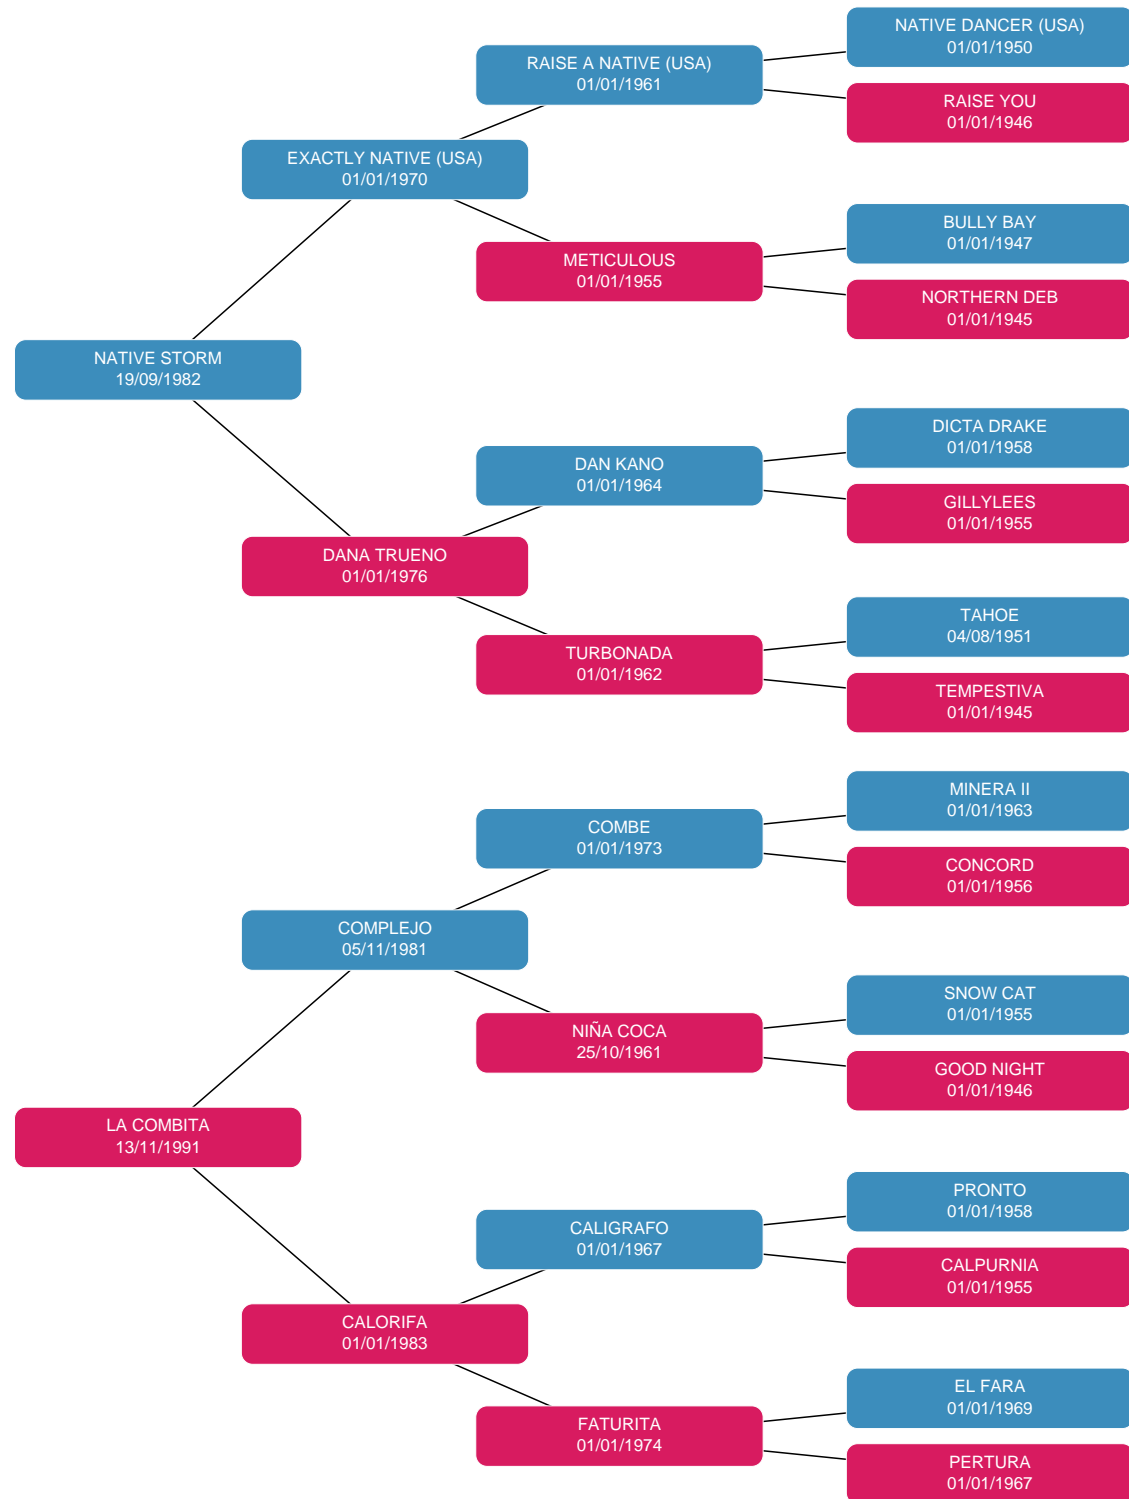 NATIVE DANCER (USA)
01/01/1950
RAISE A NATIVE (USA)
01/01/1961
RAISE YOU
01/01/1946
EXACTLY NATIVE (USA)
01/01/1970
BULLY BAY
01/01/1947
METICULOUS
01/01/1955
NORTHERN DEB
01/01/1945
NATIVE STORM
19/09/1982
DICTA DRAKE
01/01/1958
DAN KANO
01/01/1964
GILLYLEES
01/01/1955
DANA TRUENO
01/01/1976
TAHOE
04/08/1951
TURBONADA
01/01/1962
TEMPESTIVA
01/01/1945
MINERA II
01/01/1963
COMBE
01/01/1973
CONCORD
01/01/1956
COMPLEJO
05/11/1981
SNOW CAT
01/01/1955
NIÑA COCA
25/10/1961
GOOD NIGHT
01/01/1946
LA COMBITA
13/11/1991
PRONTO
01/01/1958
CALIGRAFO
01/01/1967
CALPURNIA
01/01/1955
CALORIFA
01/01/1983
EL FARA
01/01/1969
FATURITA
01/01/1974
PERTURA
01/01/1967